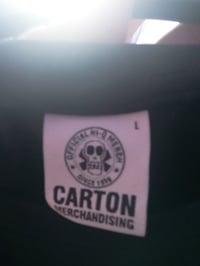 L
OFFICIAL HI-Q MERCH
SINCE 1998
CARTON
MERCHANDISING